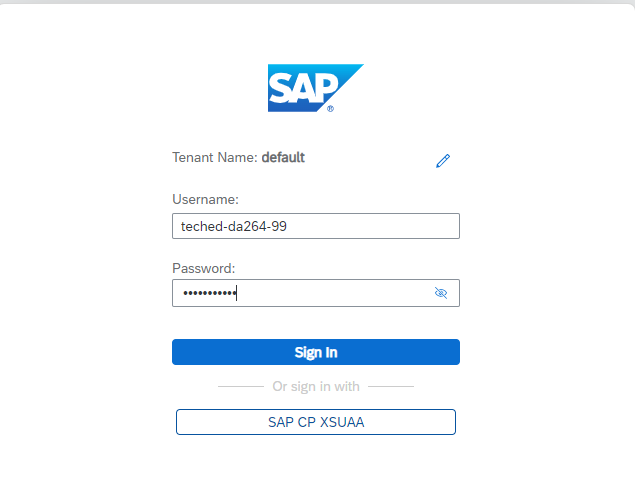 SAP
®
Tenant Name: default
Username:
teched-da264-99
Password:
•••••••••••
Sign In
Or sign in with
SAP CP XSUAA